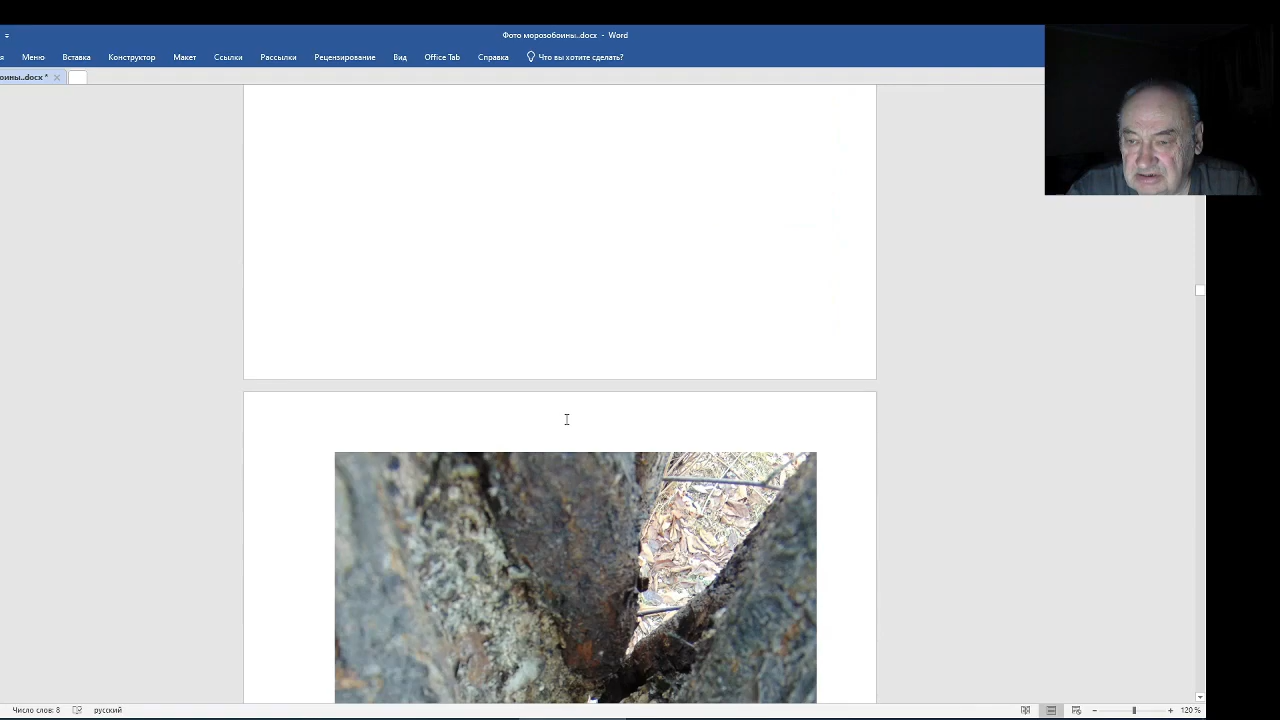 Фото морозобоины..docx - Word
я Меню Вставка Конструктор Макет Ссылки Рассылки Рецензирование Вид Office Tab Справка Что вы хотите сделать?
оины..docx *
Число слов: 8 русский 120 %